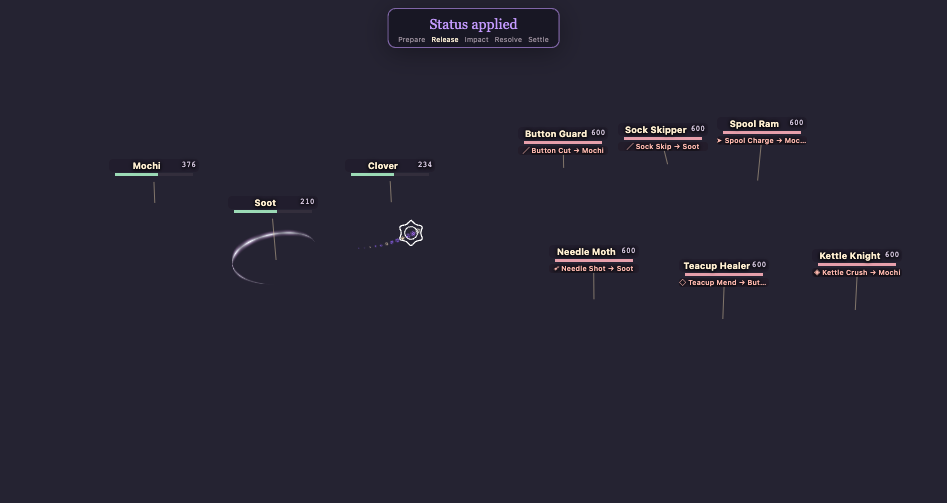 Status applied
Prepare Release Impact Resolve Settle
Mochi 376
Soot 210
Clover 234
Button Guard 600
Button Cut → Mochi
Sock Skipper 600
Sock Skip → Soot
Spool Ram 600
Spool Charge → Moc...
Needle Moth 600
Needle Shot → Soot
Teacup Healer 600
Teacup Mend → But...
Kettle Knight 600
Kettle Crush → Mochi